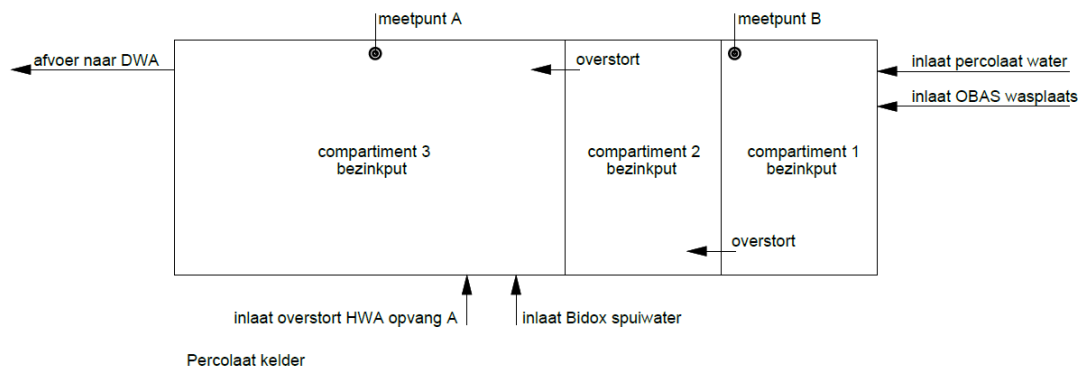 meetpunt A
meetpunt B
afvoer naar DWA
overstort
inlaat percolaat water
inlaat OBAS wasplaats
compartiment 3
bezinkput
compartiment 2
bezinkput
compartiment 1
bezinkput
overstort
inlaat overstort HWA opvang A
inlaat Bidox spuiwater
Percolaat kelder